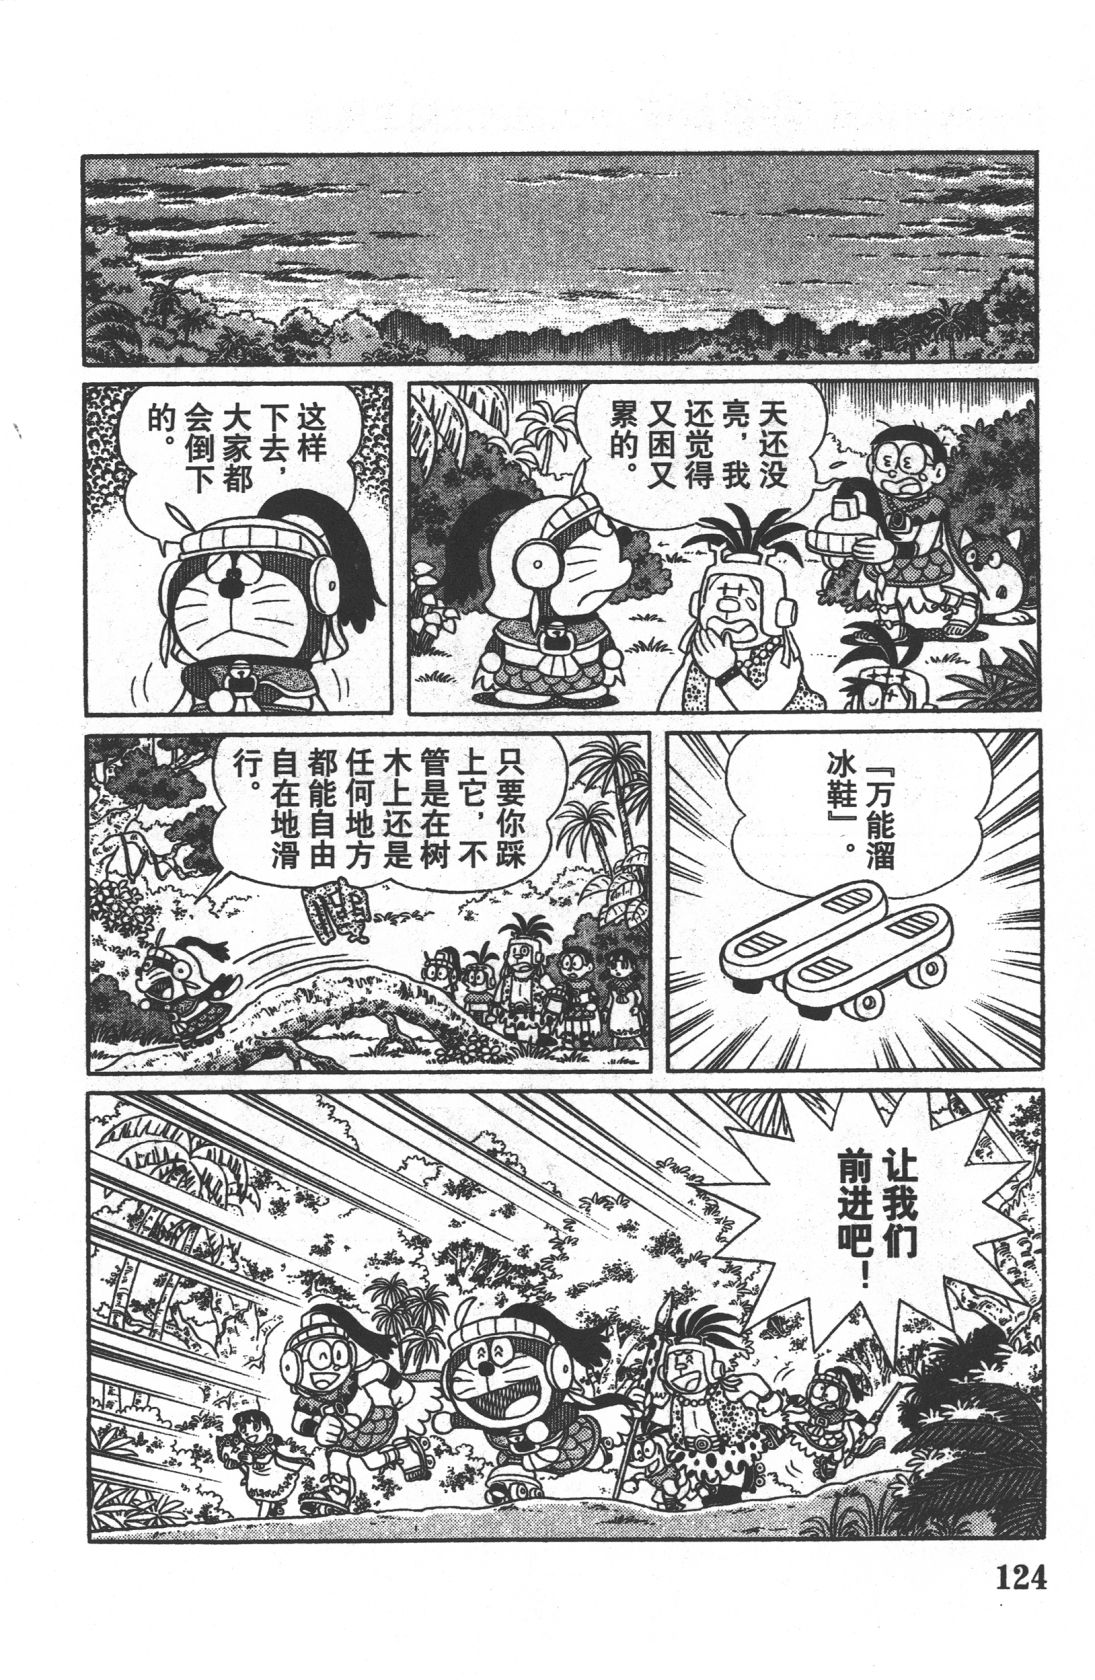 天还没
亮，我
还觉得
又困又
累的。
这样
下去，
大家都
会倒下
的。
『万能溜
冰鞋』。
只要你踩
上它，不
管是在树
木上还是
任何地方
都能自由
自在地滑
行。
让我们
前进吧！
124